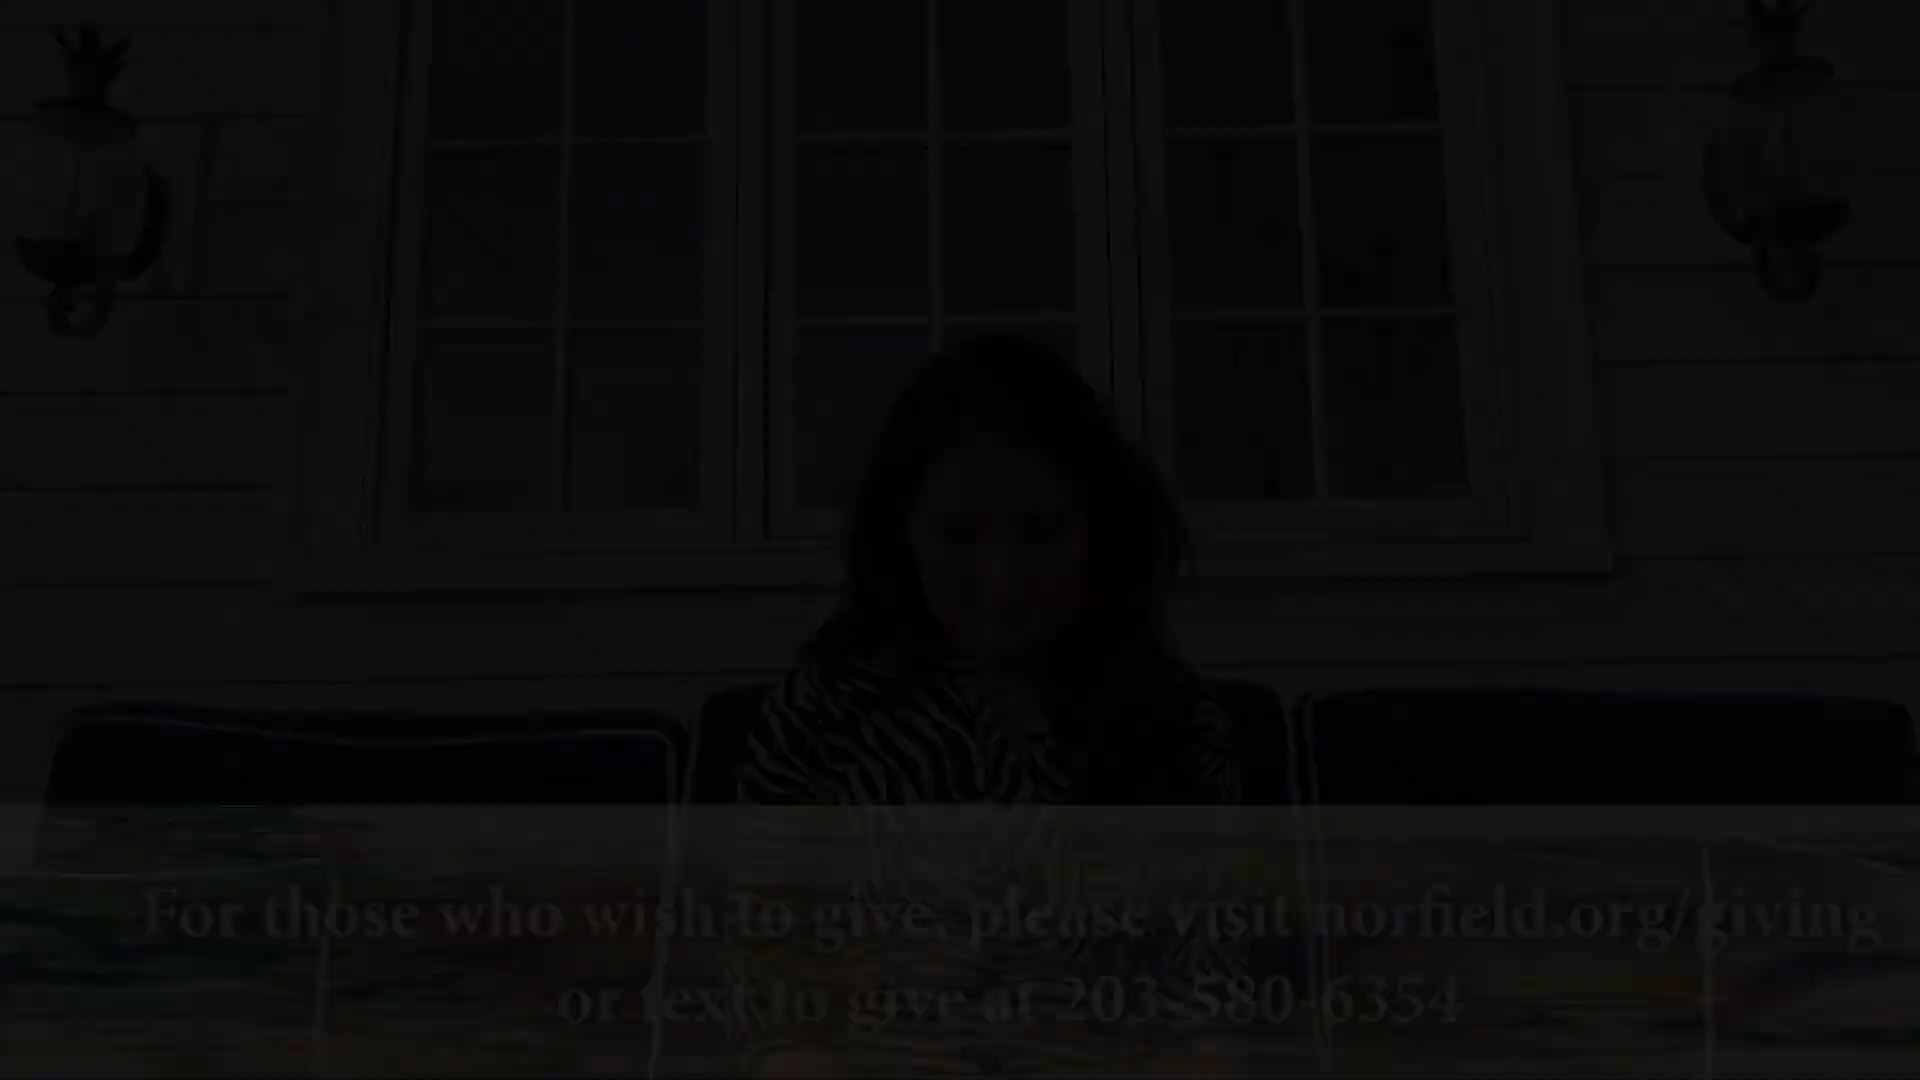 For those who wish to give, please visit norfield.org/giving
or text to give at 203-580-6354